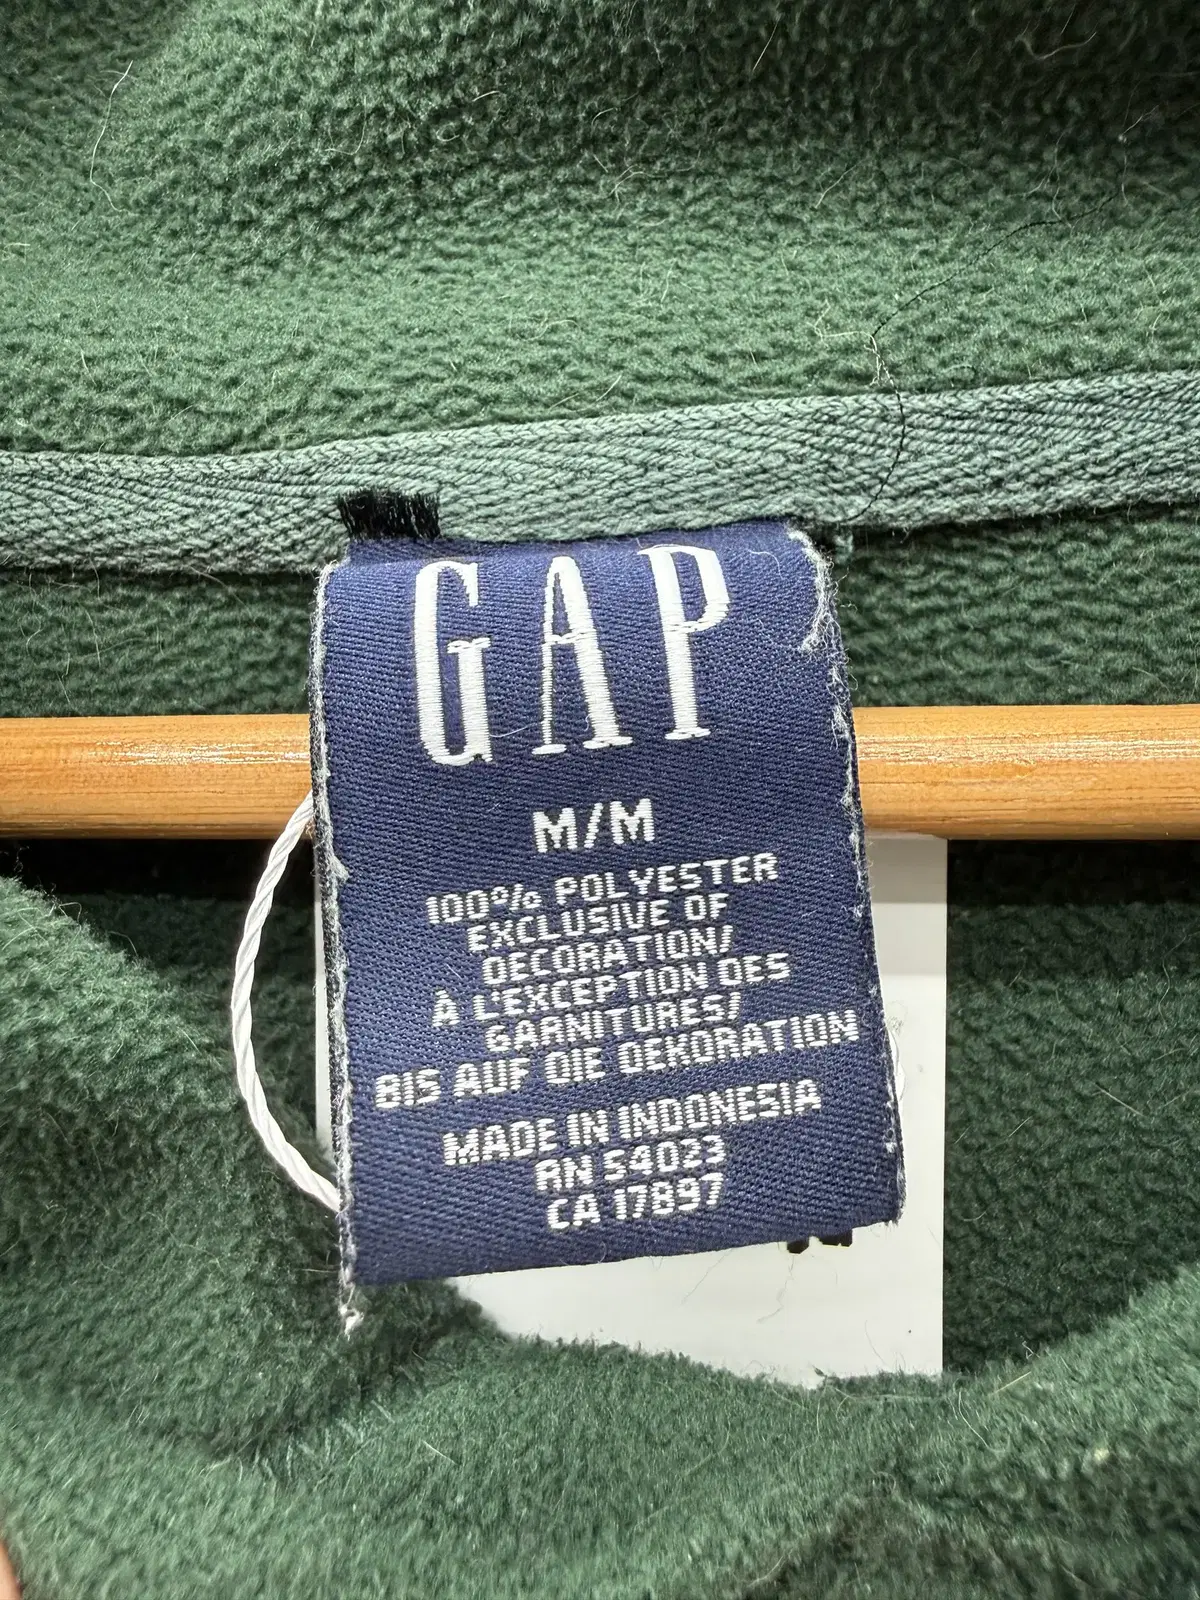 GAP
M/M
100% POLYESTER
EXCLUSIVE OF
DECORATION/
À L'EXCEPTION DES
GARNITURES/
BIS AUF DIE DEKORATION
MADE IN INDONESIA
RN 54023
CA 17897